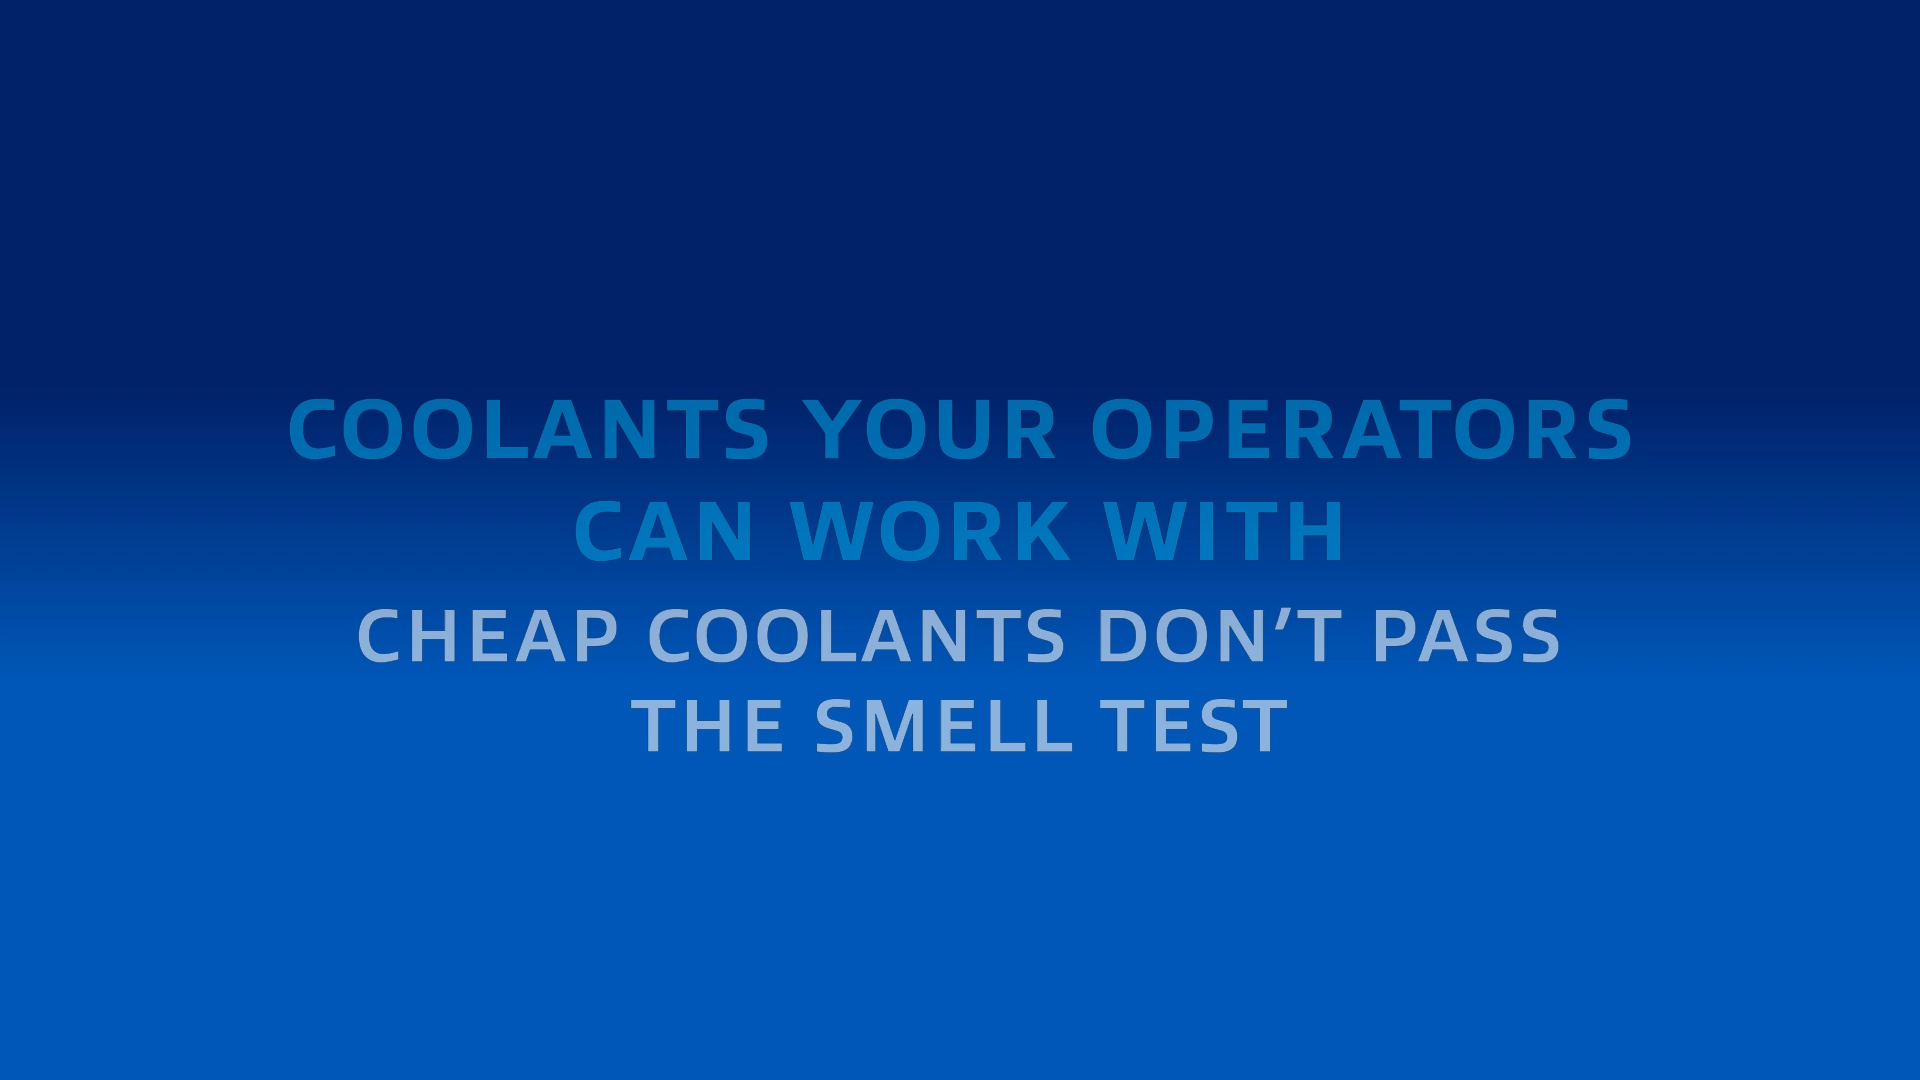 COOLANTS YOUR OPERATORS
CAN WORK WITH
CHEAP COOLANTS DON’T PASS
THE SMELL TEST